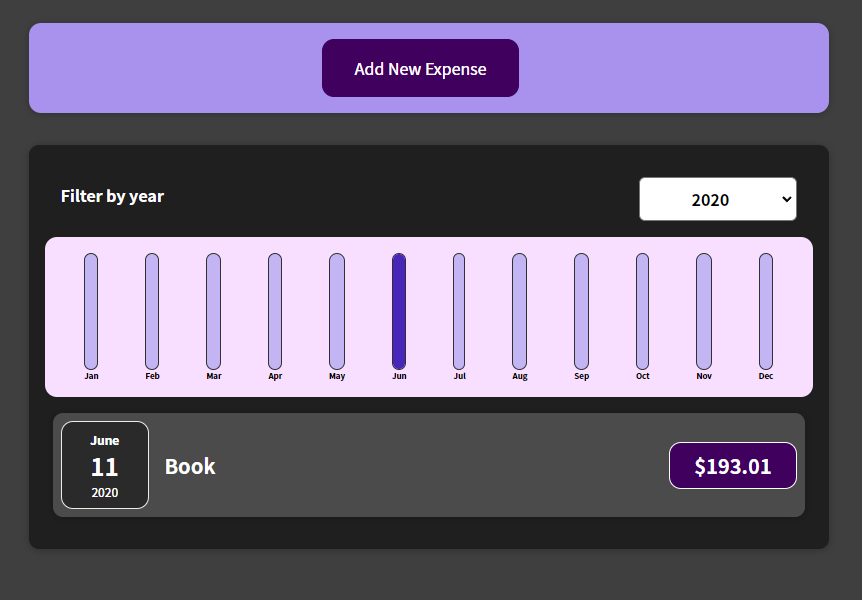 Add New Expense
Filter by year
2020
Jan Feb Mar Apr May Jun Jul Aug Sep Oct Nov Dec
June
11
2020
Book
$193.01